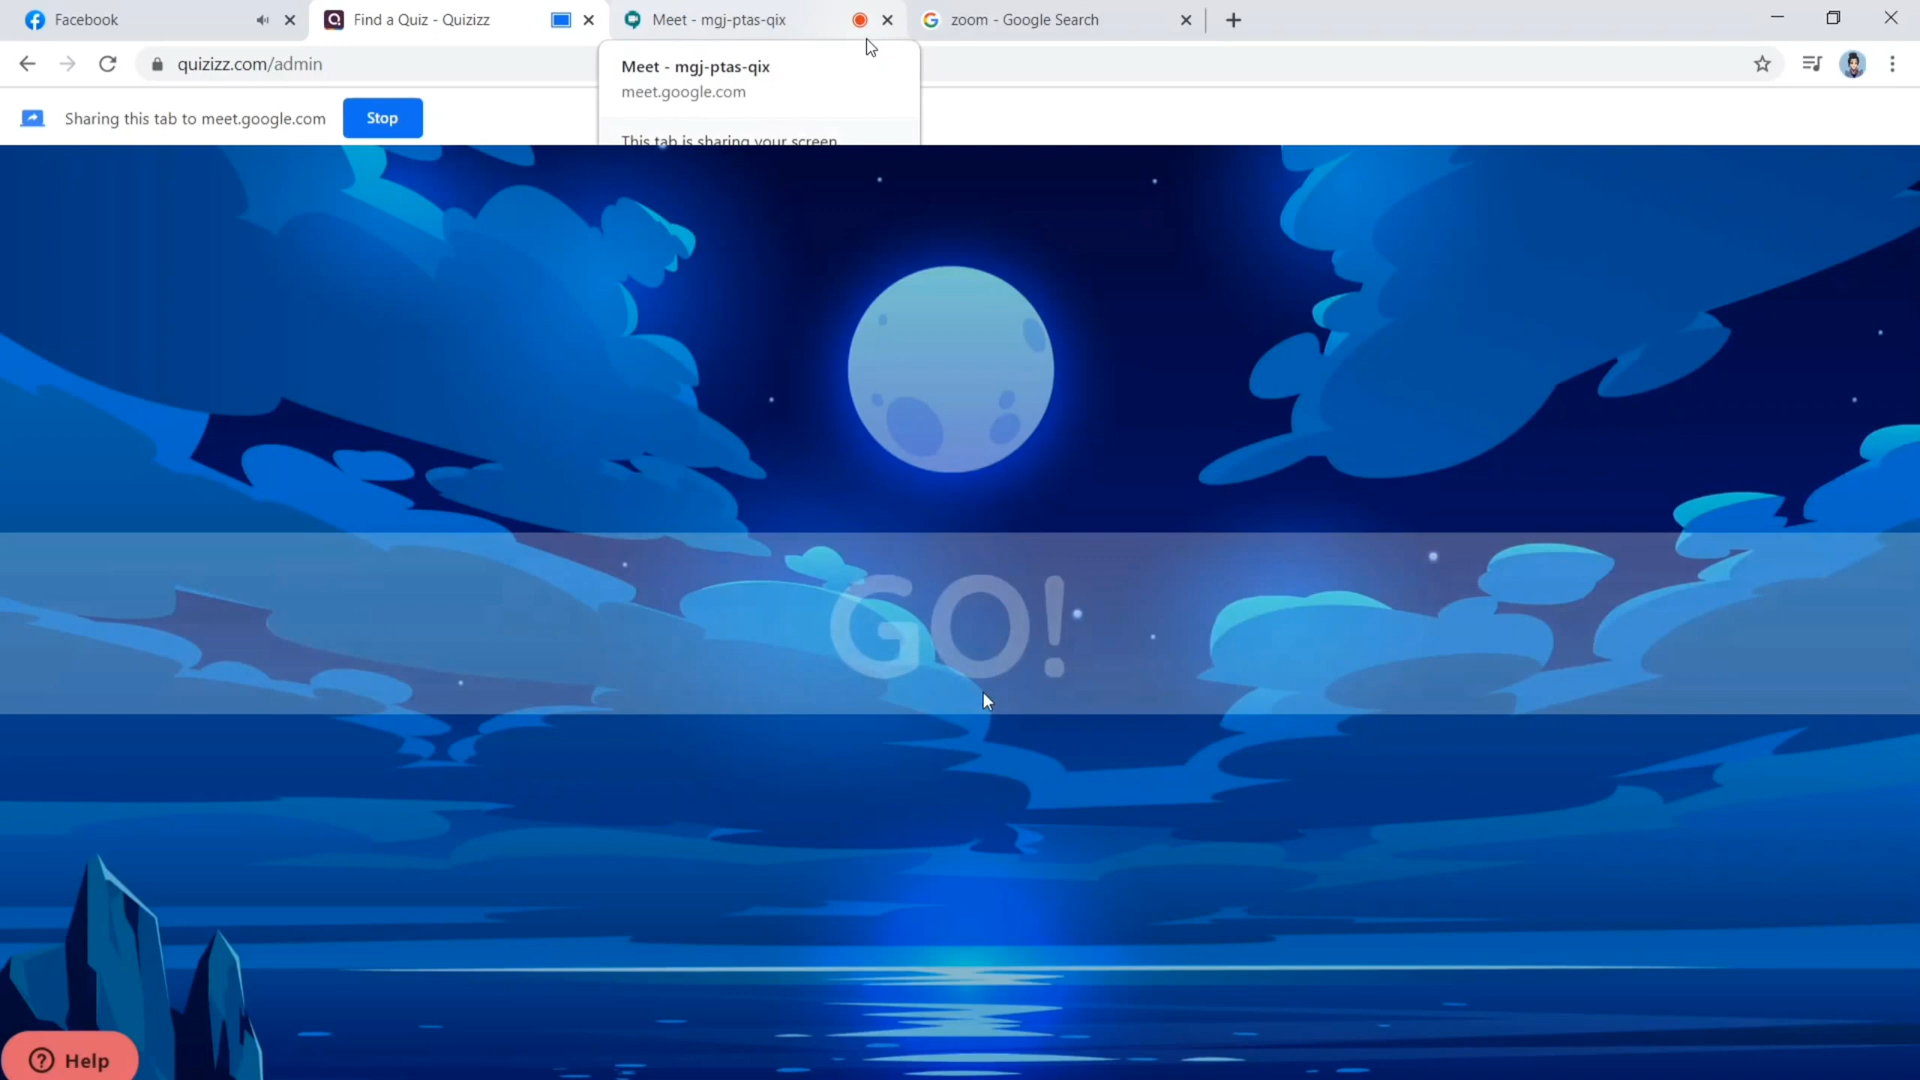 Facebook
Find a Quiz - Quizizz
Meet - mgj-ptas-qix
zoom - Google Search
quizizz.com/admin
Meet - mgj-ptas-qix
meet.google.com
Sharing this tab to meet.google.com
Stop
This tab is sharing your screen
GO!
Help